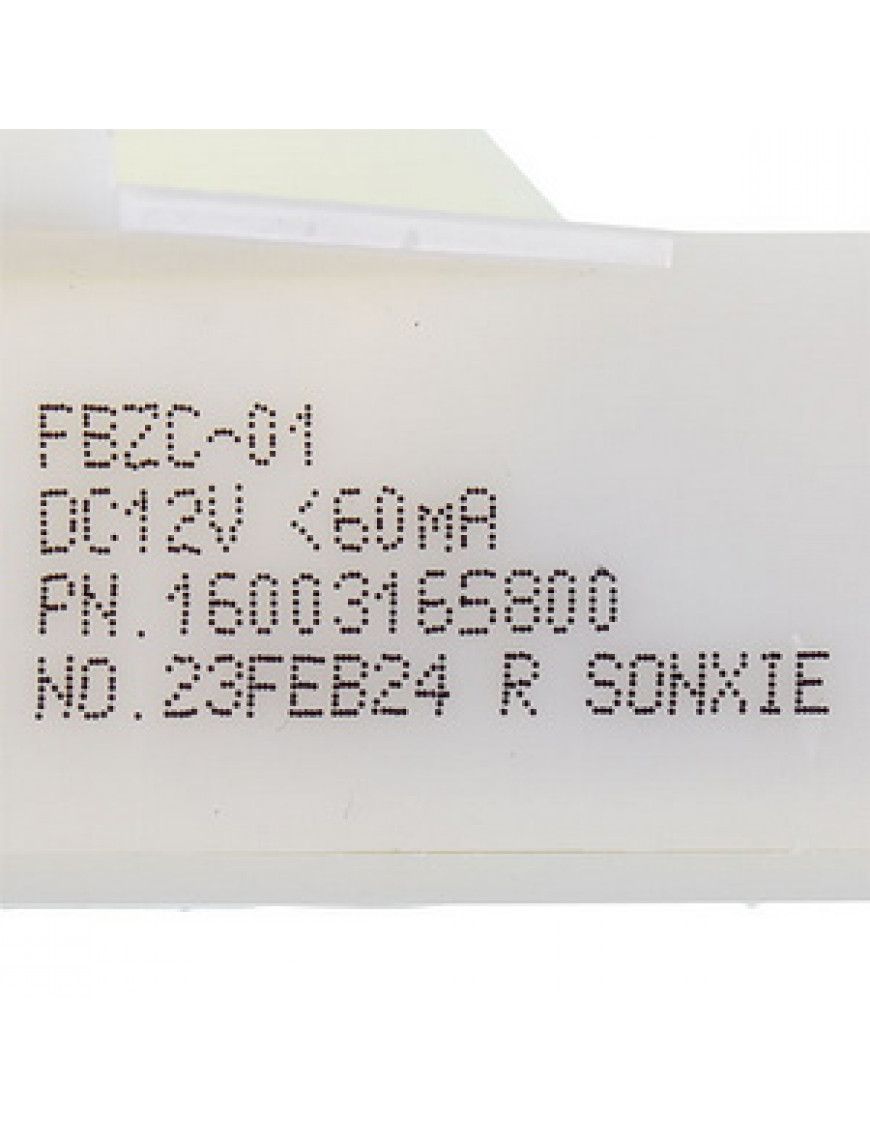 FBZC-01
DC12V <60mA
PN.16003165800
NO.23FEB24 R SONXIE